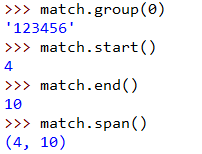 >>> match.group(0)
'123456'
>>> match.start()
4
>>> match.end()
10
>>> match.span()
(4, 10)